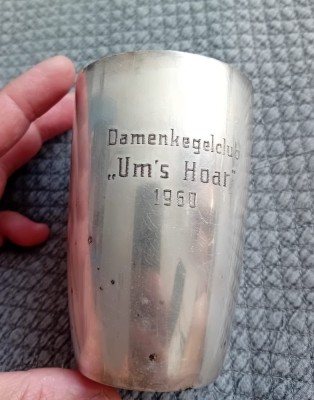 Damenkegelclub
„Um's Hoar"
1960